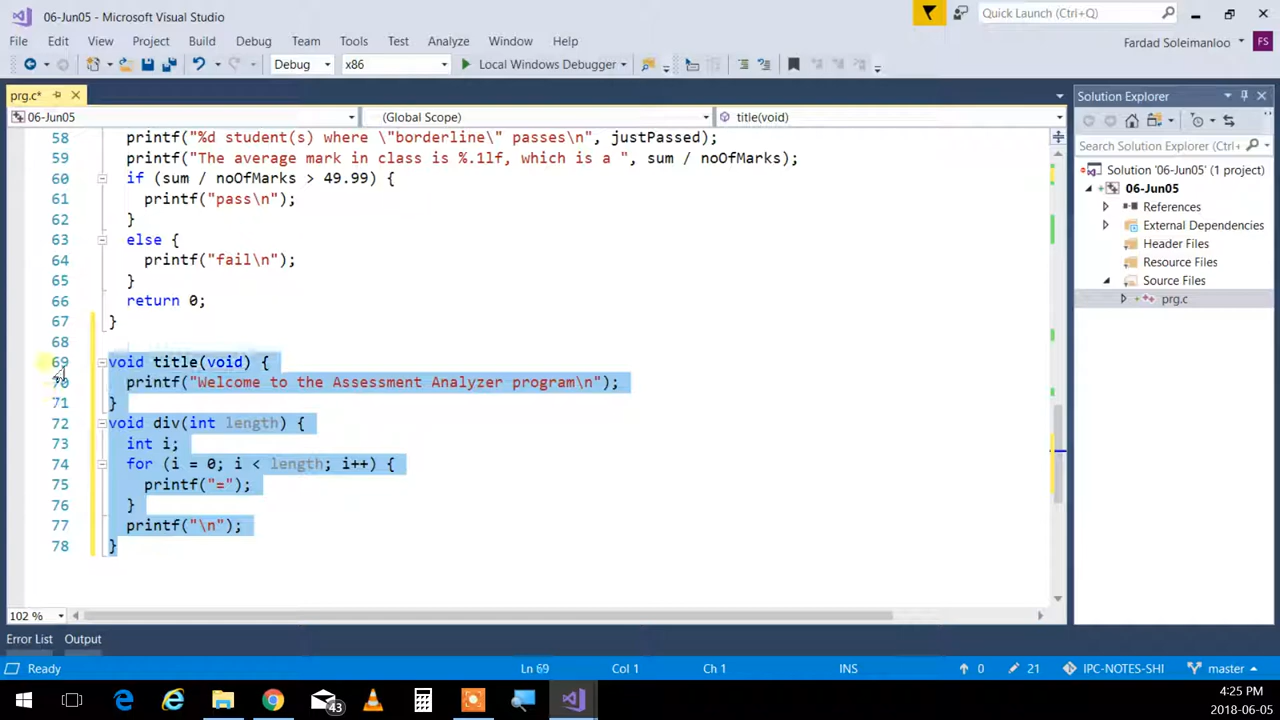 06-Jun05 - Microsoft Visual Studio
Quick Launch (Ctrl+Q)
File Edit View Project Build Debug Team Tools Test Analyze Window Help
Fardad Soleimanloo FS
Debug x86 Local Windows Debugger
prg.c*
06-Jun05 (Global Scope) title(void)
58 printf("%d student(s) where \"borderline\" passes\n", justPassed);
59 printf("The average mark in class is %.1lf, which is a ", sum / noOfMarks);
60 if (sum / noOfMarks > 49.99) {
61 printf("pass\n");
62 }
63 else {
64 printf("fail\n");
65 }
66 return 0;
67 }
68
69 void title(void) {
70 printf("Welcome to the Assessment Analyzer program\n");
71 }
72 void div(int length) {
73 int i;
74 for (i = 0; i < length; i++) {
75 printf("=");
76 }
77 printf("\n");
78 }
102 %
Solution Explorer
Search Solution Explorer (Ctrl+
Solution '06-Jun05' (1 project)
06-Jun05
References
External Dependencies
Header Files
Resource Files
Source Files
prg.c
Error List Output
Ready Ln 69 Col 1 Ch 1 INS 0 21 IPC-NOTES-SHI master
43
4:25 PM
2018-06-05